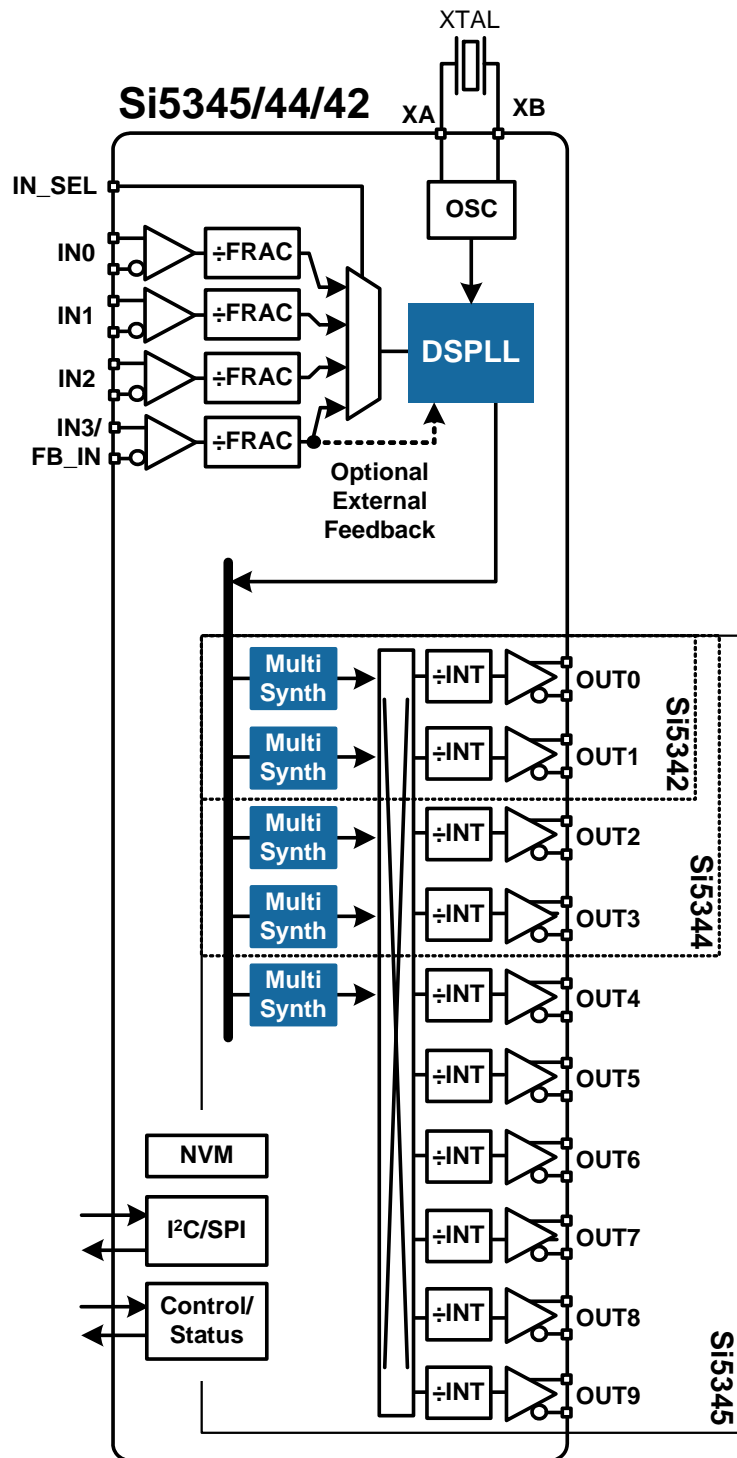 XTAL
Si5345/44/42
XA
XB
IN_SEL
OSC
IN0
÷FRAC
IN1
÷FRAC
DSPLL
IN2
÷FRAC
IN3/
FB_IN
÷FRAC
Optional
External
Feedback
Multi
Synth
÷INT
OUT0
Multi
Synth
÷INT
OUT1
Si5342
Multi
Synth
÷INT
OUT2
Multi
Synth
÷INT
OUT3
Si5344
Multi
Synth
÷INT
OUT4
÷INT
OUT5
NVM
÷INT
OUT6
I²C/SPI
÷INT
OUT7
Control/
Status
÷INT
OUT8
÷INT
OUT9
Si5345